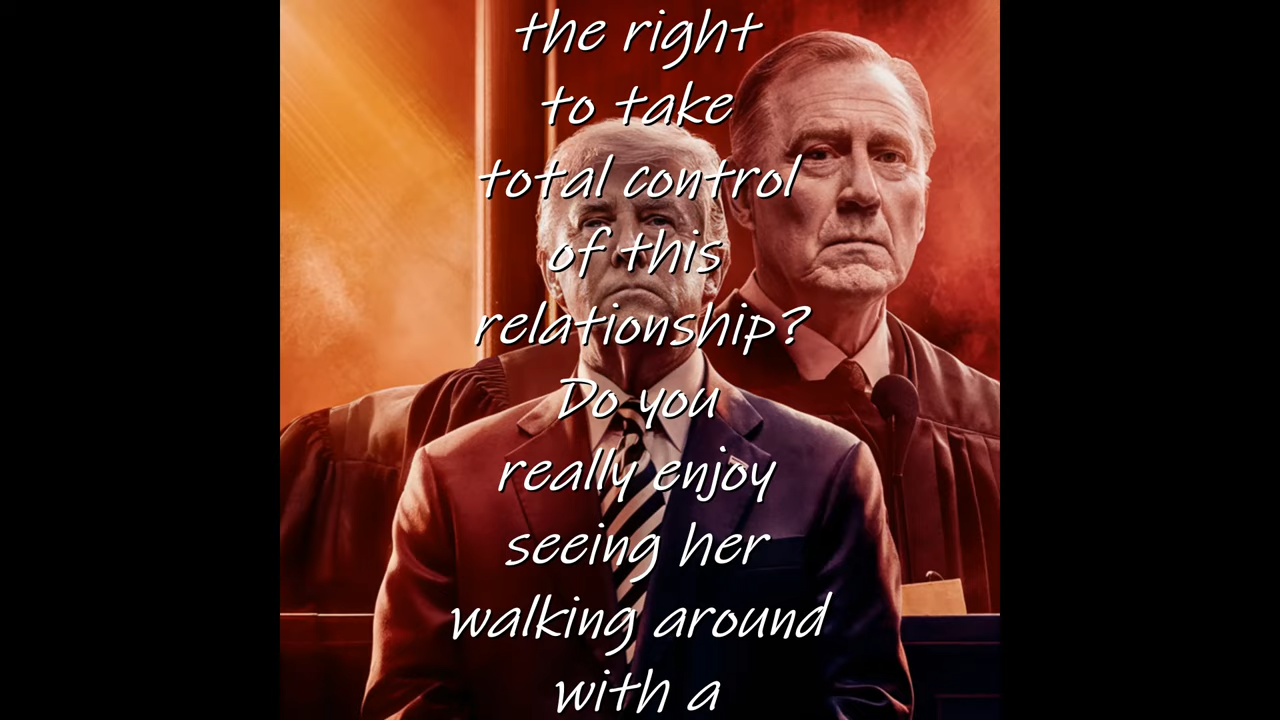 the right
to take
total control
of this
relationship?
Do you
really enjoy
seeing her
walking around
with a